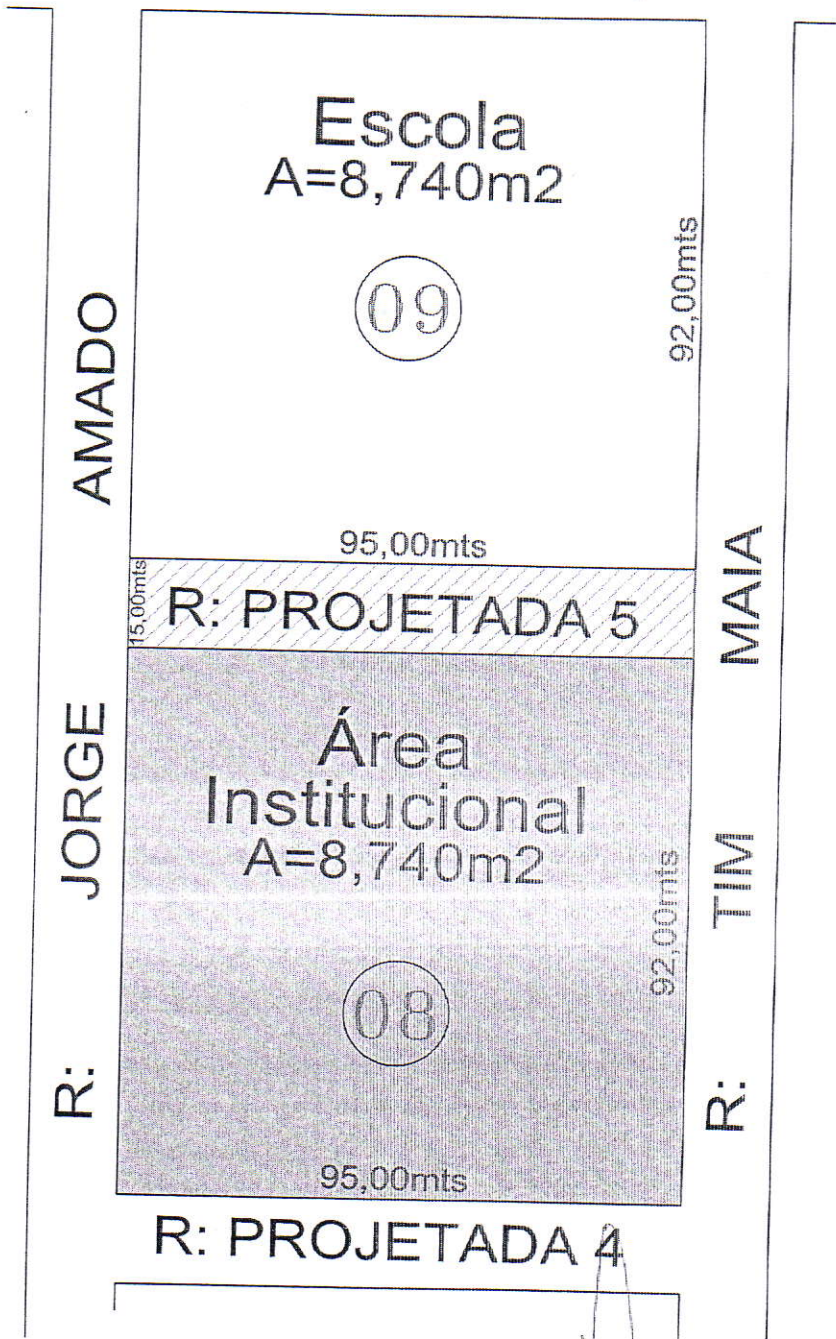 Escola
A=8,740m2
09
92,00mts
95,00mts
15,00mts
R: PROJETADA 5
Área
Institucional
A=8,740m2
92,00mts
08
95,00mts
R: PROJETADA 4
R: JORGE AMADO
R: TIM MAIA